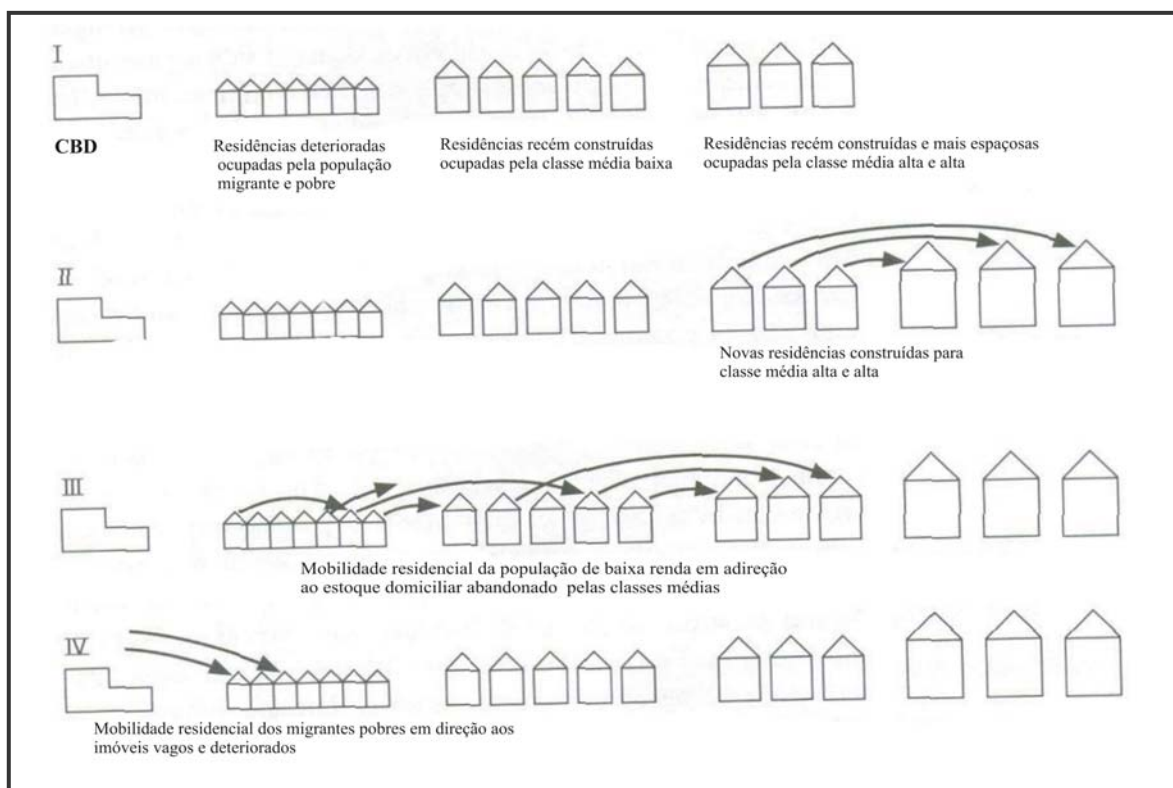 I
CBD
Residências deterioradas
ocupadas pela população
migrante e pobre
Residências recém construídas
ocupadas pela classe média baixa
Residências recém construídas e mais espaçosas
ocupadas pela classe média alta e alta
II
Novas residências construídas para
classe média alta e alta
III
Mobilidade residencial da população de baixa renda em adireção
ao estoque domiciliar abandonado pelas classes médias
IV
Mobilidade residencial dos migrantes pobres em direção aos
imóveis vagos e deteriorados